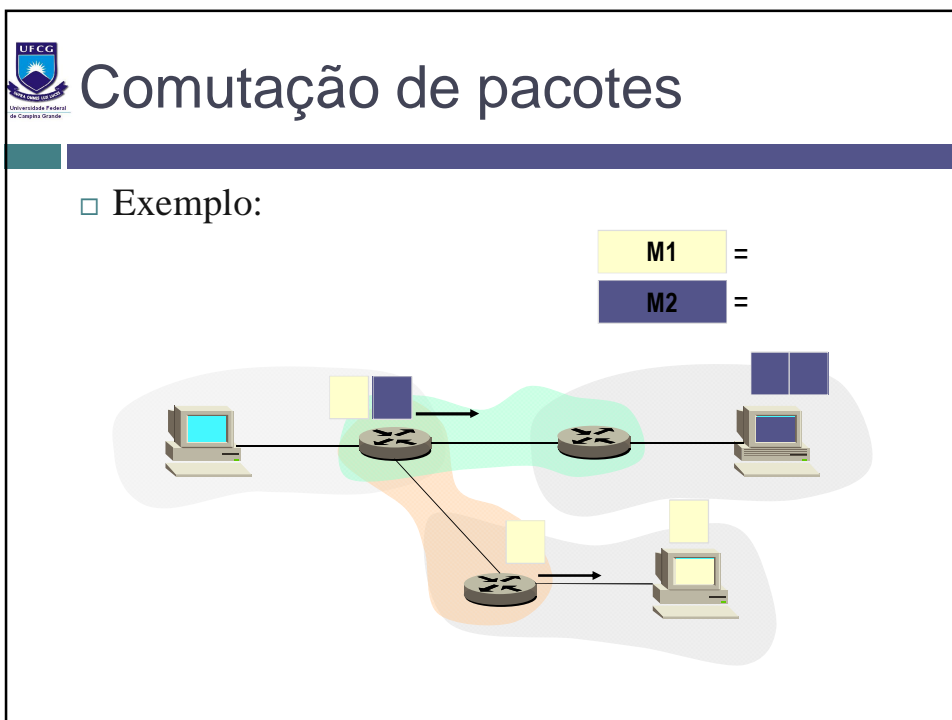 UFCG
Universidade Federal
de Campina Grande
Comutação de pacotes
Exemplo:
M1 =
M2 =